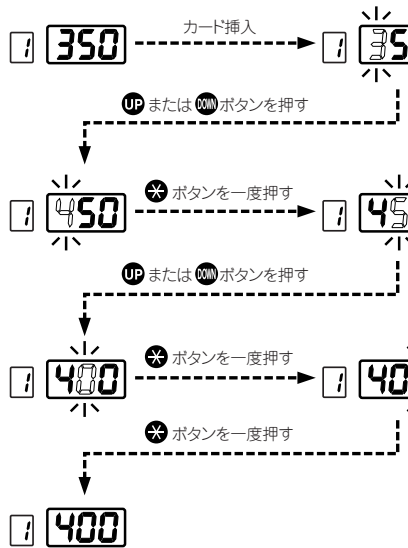 1 350 カード挿入 1 35
UP または DOWN ボタンを押す
1 450 ✻ ボタンを一度押す 1 45
UP または DOWN ボタンを押す
1 400 ✻ ボタンを一度押す 1 40
✻ ボタンを一度押す
1 400